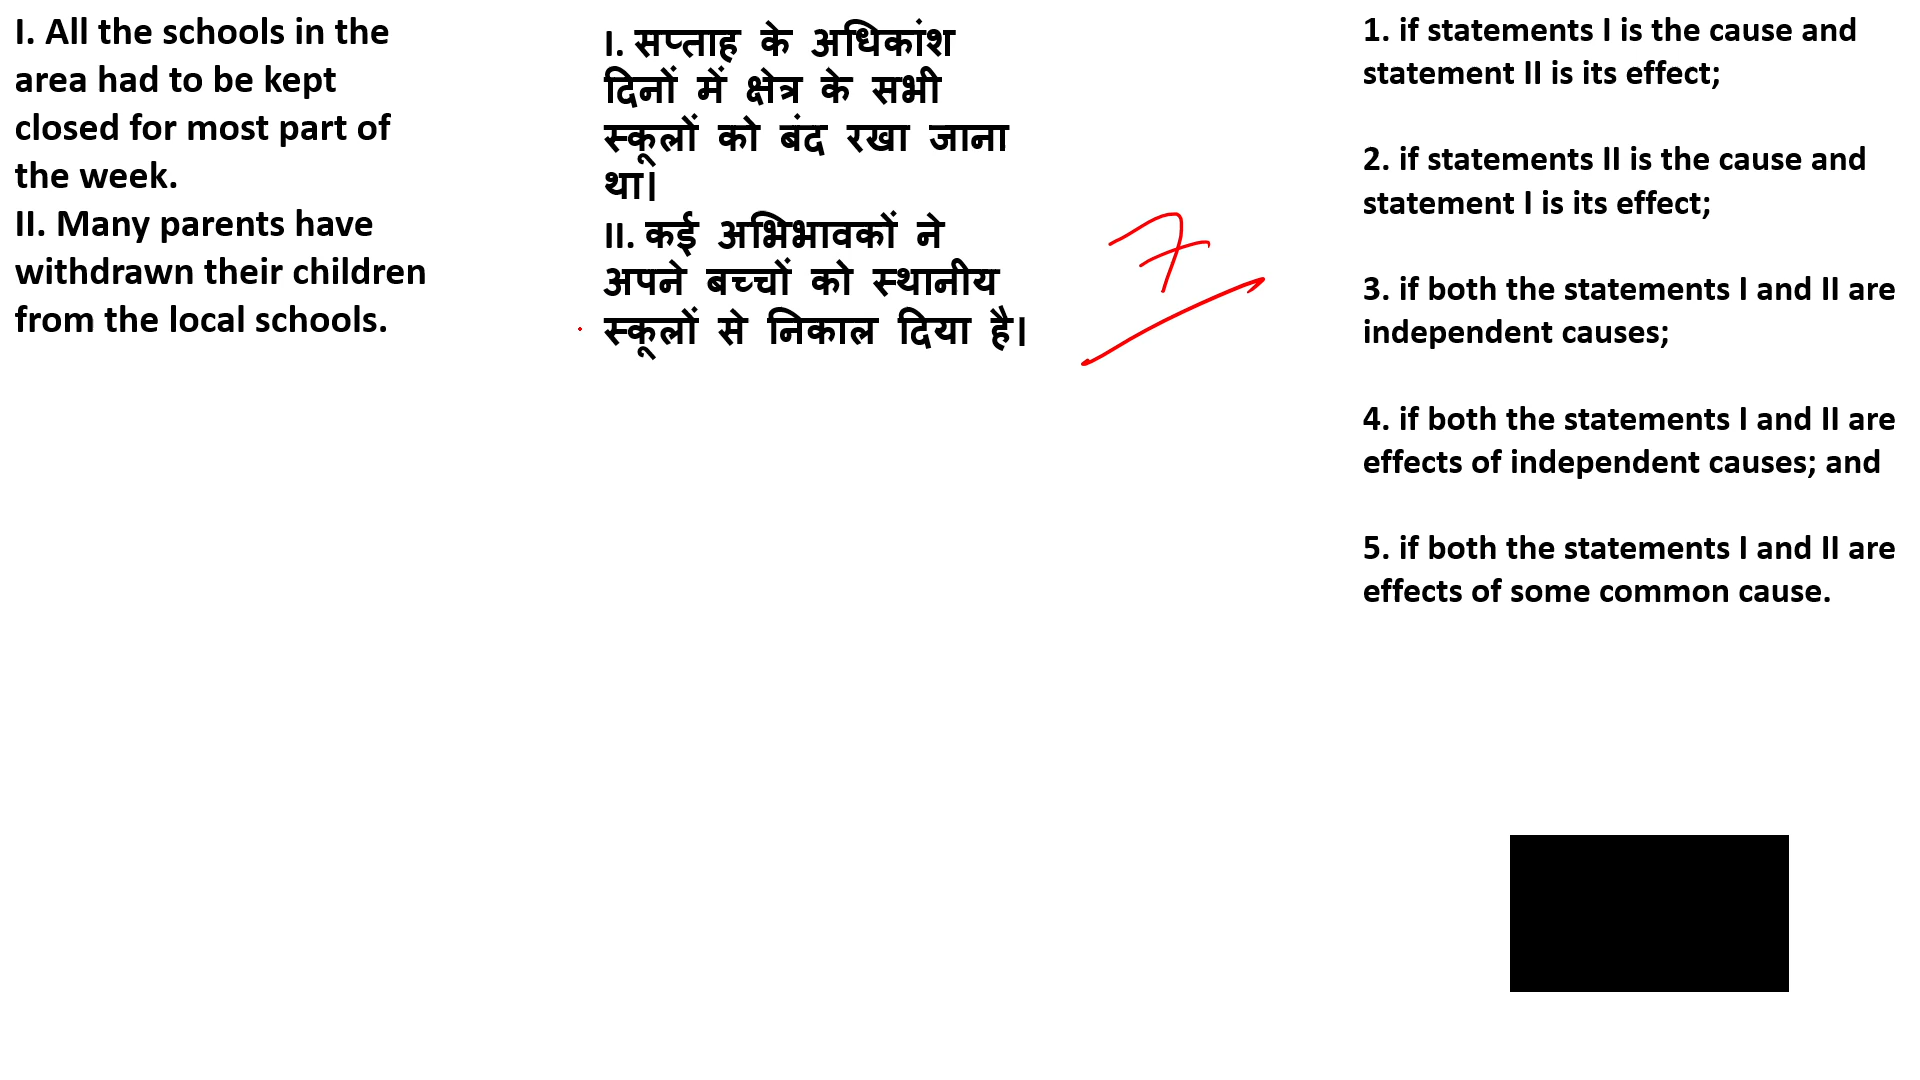 I. All the schools in the
area had to be kept
closed for most part of
the week.
II. Many parents have
withdrawn their children
from the local schools.
I. सप्ताह के अधिकांश
दिनों में क्षेत्र के सभी
स्कूलों को बंद रखा जाना
था।
II. कई अभिभावकों ने
अपने बच्चों को स्थानीय
स्कूलों से निकाल दिया है।
7
1. if statements I is the cause and
statement II is its effect;
2. if statements II is the cause and
statement I is its effect;
3. if both the statements I and II are
independent causes;
4. if both the statements I and II are
effects of independent causes; and
5. if both the statements I and II are
effects of some common cause.